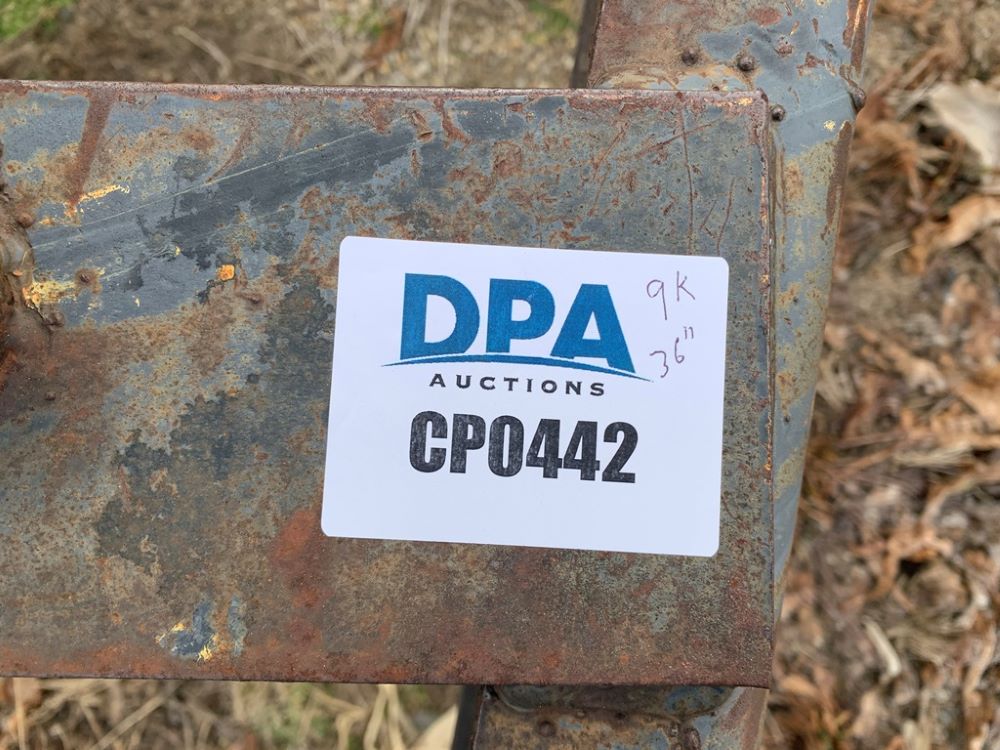 DPA
AUCTIONS
9K
36"
CP0442